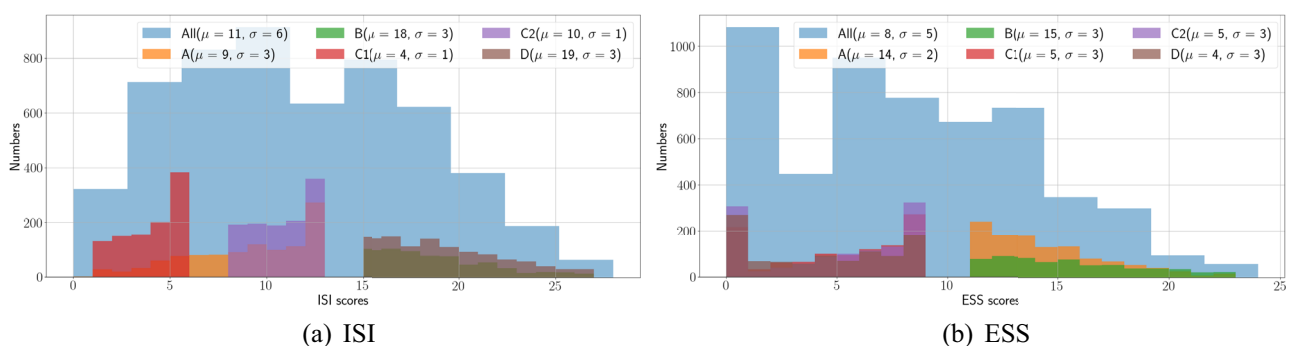 All(μ = 11, σ = 6)
A(μ = 9, σ = 3)
B(μ = 18, σ = 3)
C1(μ = 4, σ = 1)
C2(μ = 10, σ = 1)
D(μ = 19, σ = 3)
800
600
400
200
0
Numbers
0 5 10 15 20 25
ISI scores
(a) ISI
All(μ = 8, σ = 5)
A(μ = 14, σ = 2)
B(μ = 15, σ = 3)
C1(μ = 5, σ = 3)
C2(μ = 5, σ = 3)
D(μ = 4, σ = 3)
1000
800
600
400
200
0
Numbers
0 5 10 15 20 25
ESS scores
(b) ESS